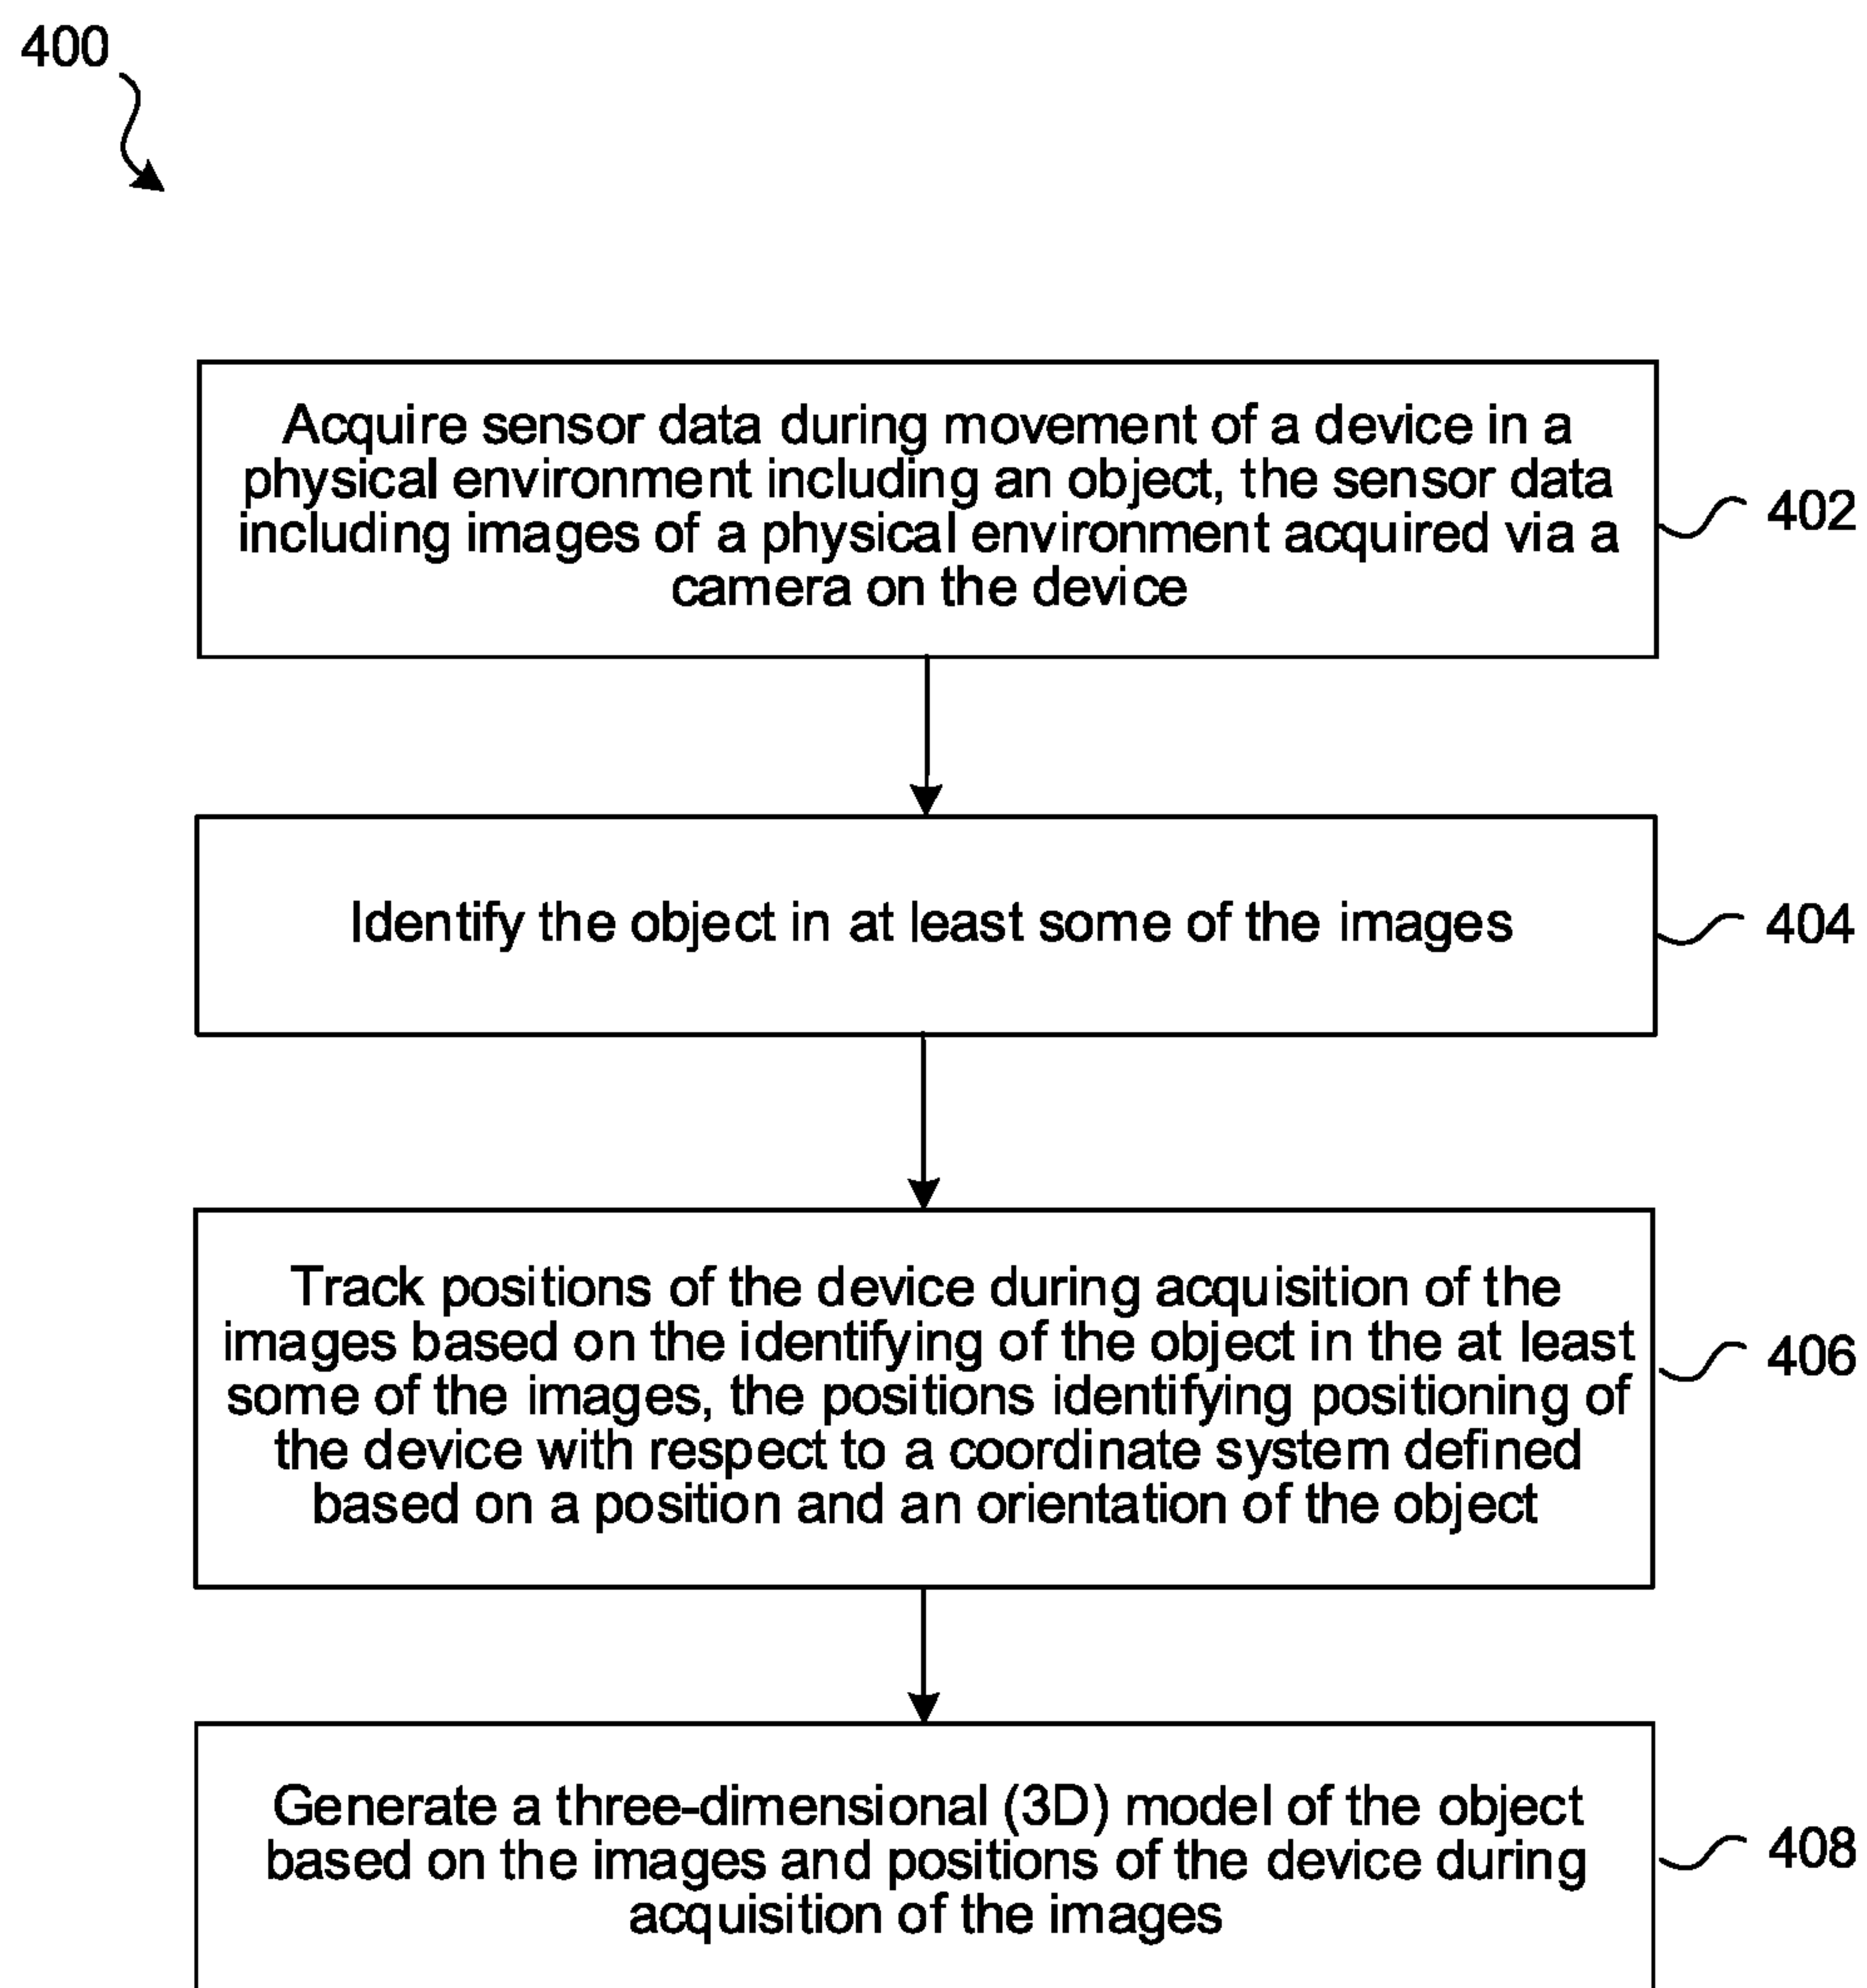 400
Acquire sensor data during movement of a device in a
physical environment including an object, the sensor data
including images of a physical environment acquired via a
camera on the device
402
Identify the object in at least some of the images
404
Track positions of the device during acquisition of the
images based on the identifying of the object in the at least
some of the images, the positions identifying positioning of
the device with respect to a coordinate system defined
based on a position and an orientation of the object
406
Generate a three-dimensional (3D) model of the object
based on the images and positions of the device during
acquisition of the images
408